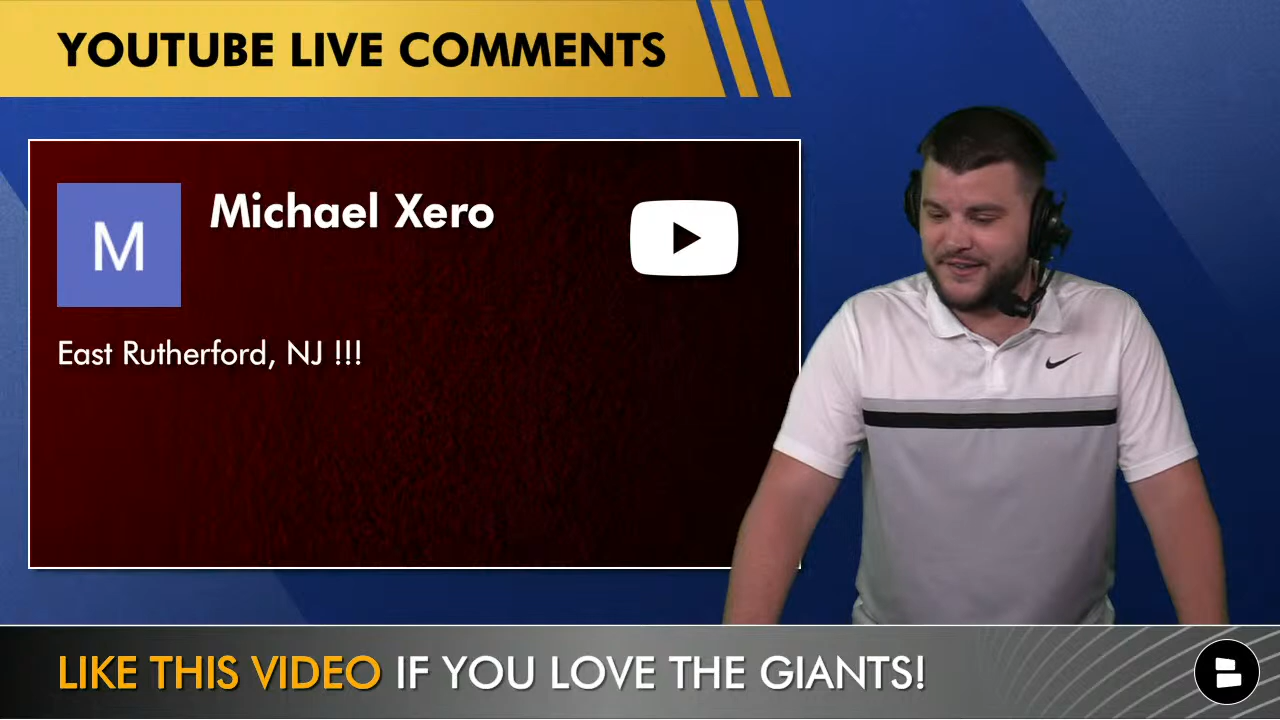 YOUTUBE LIVE COMMENTS
M
Michael Xero
East Rutherford, NJ !!!
LIKE THIS VIDEO IF YOU LOVE THE GIANTS!